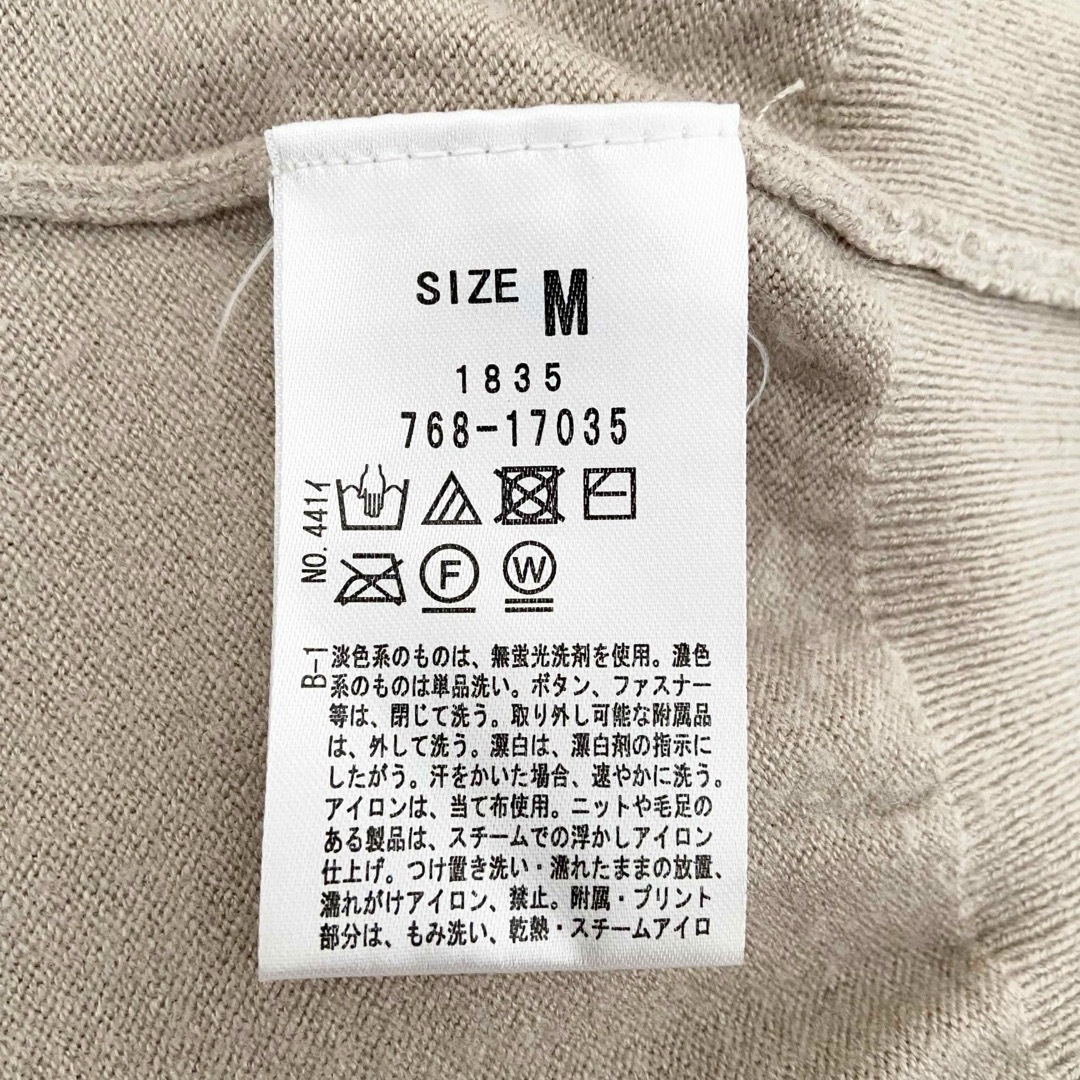 SIZE M
1835
768-17035
NO. 441イ
F W
B-1
淡色系のものは、無蛍光洗剤を使用。濃色
系のものは単品洗い。ボタン、ファスナー
等は、閉じて洗う。取り外し可能な附属品
は、外して洗う。漂白は、漂白剤の指示に
したがう。汗をかいた場合、速やかに洗う。
アイロンは、当て布使用。ニットや毛足の
ある製品は、スチームでの浮かしアイロン
仕上げ。つけ置き洗い・濡れたままの放置、
濡れがけアイロン、禁止。附属・プリント
部分は、もみ洗い、乾熱・スチームアイロ